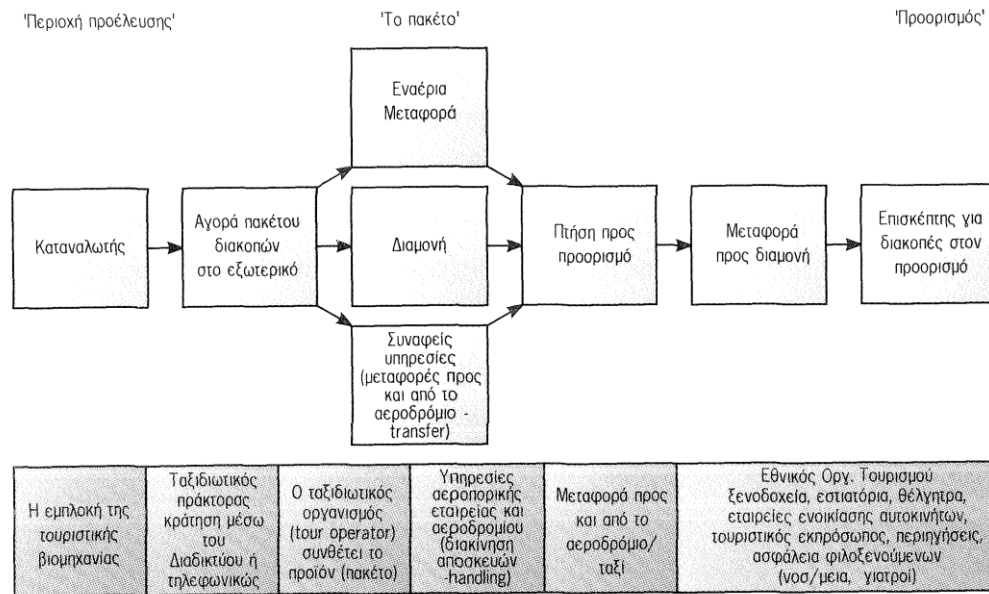 'Περιοχή προέλευσης'
'Το πακέτο'
'Προορισμός'
Εναέρια
Μεταφορά
Καταναλωτής
Αγορά πακέτου
διακοπών
στο εξωτερικό
Διαμονή
Πτήση προς
προορισμό
Μεταφορά
προς διαμονή
Επισκέπτης για
διακοπές στον
προορισμό
Συναφείς
υπηρεσίες
(μεταφορές προς
και από το
αεροδρόμιο -
transfer)
Η εμπλοκή της
τουριστικής
βιομηχανίας
Ταξιδιωτικός
πράκτορας
κράτηση μέσω
του
Διαδικτύου ή
τηλεφωνικώς
Ο ταξιδιωτικός
οργανισμός
(tour operator)
συνθέτει το
προϊόν (πακέτο)
Υπηρεσίες
αεροπορικής
εταιρείας και
αεροδρομίου
(διακίνηση
αποσκευών
-handling)
Μεταφορά προς
και από το
αεροδρόμιο/
ταξί
Εθνικός Οργ. Τουρισμού
ξενοδοχεία, εστιατόρια, θέλγητρα,
εταιρείες ενοικίασης αυτοκινήτων,
τουριστικός εκπρόσωπος, περιηγήσεις,
ασφάλεια φιλοξενούμενων
(νοσ/μεια, γιατροί)